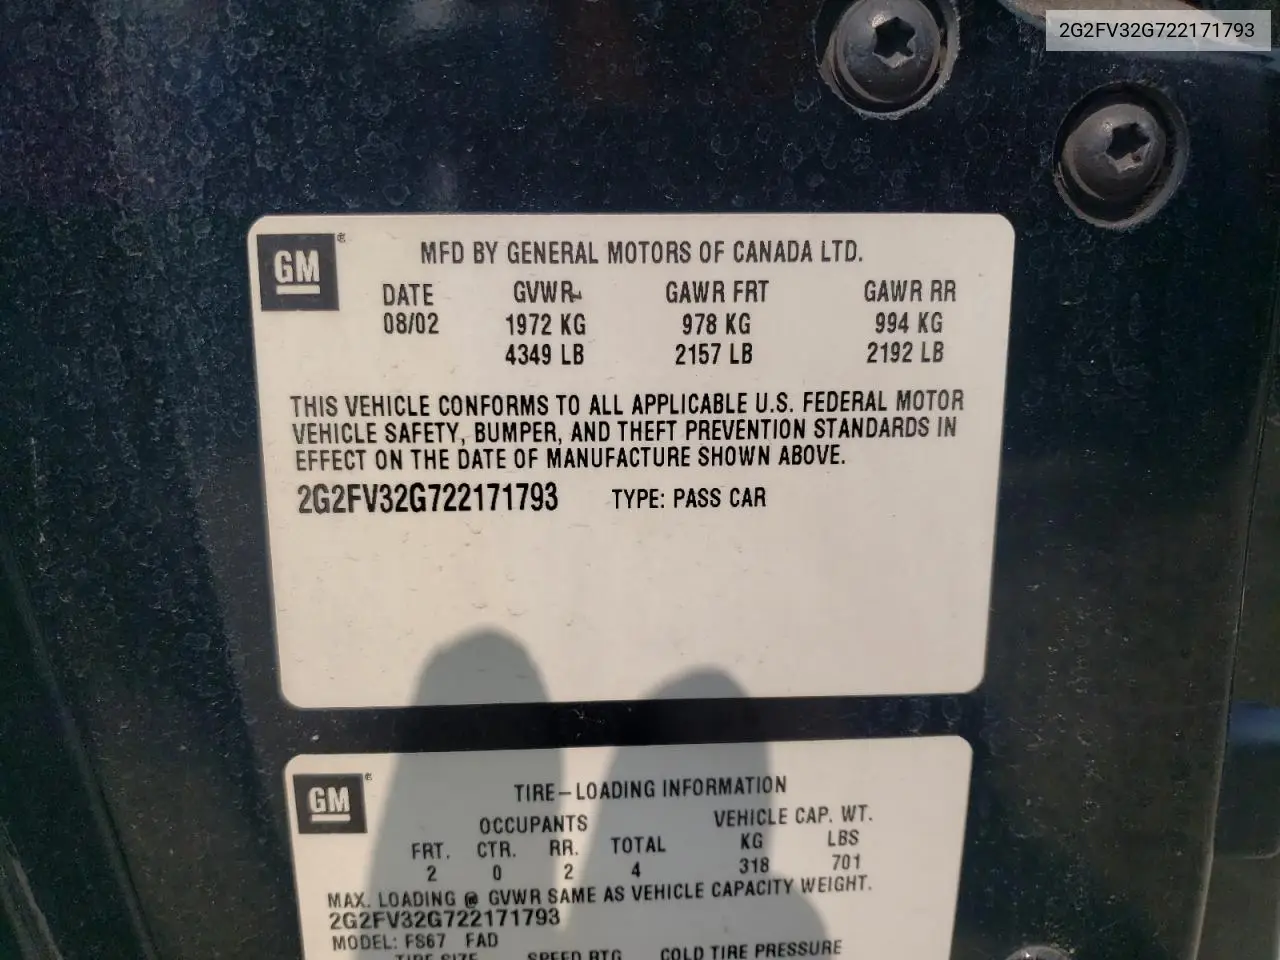 2G2FV32G722171793
GM®
MFD BY GENERAL MOTORS OF CANADA LTD.
DATE GVWR GAWR FRT GAWR RR
08/02 1972 KG 978 KG 994 KG
4349 LB 2157 LB 2192 LB
THIS VEHICLE CONFORMS TO ALL APPLICABLE U.S. FEDERAL MOTOR
VEHICLE SAFETY, BUMPER, AND THEFT PREVENTION STANDARDS IN
EFFECT ON THE DATE OF MANUFACTURE SHOWN ABOVE.
2G2FV32G722171793 TYPE: PASS CAR
GM®
TIRE-LOADING INFORMATION
OCCUPANTS VEHICLE CAP. WT.
FRT. CTR. RR. TOTAL KG LBS
2 0 2 4 318 701
MAX. LOADING @ GVWR SAME AS VEHICLE CAPACITY WEIGHT.
2G2FV32G722171793
MODEL: FS67 FAD
TIRE SIZE SPEED RTG COLD TIRE PRESSURE